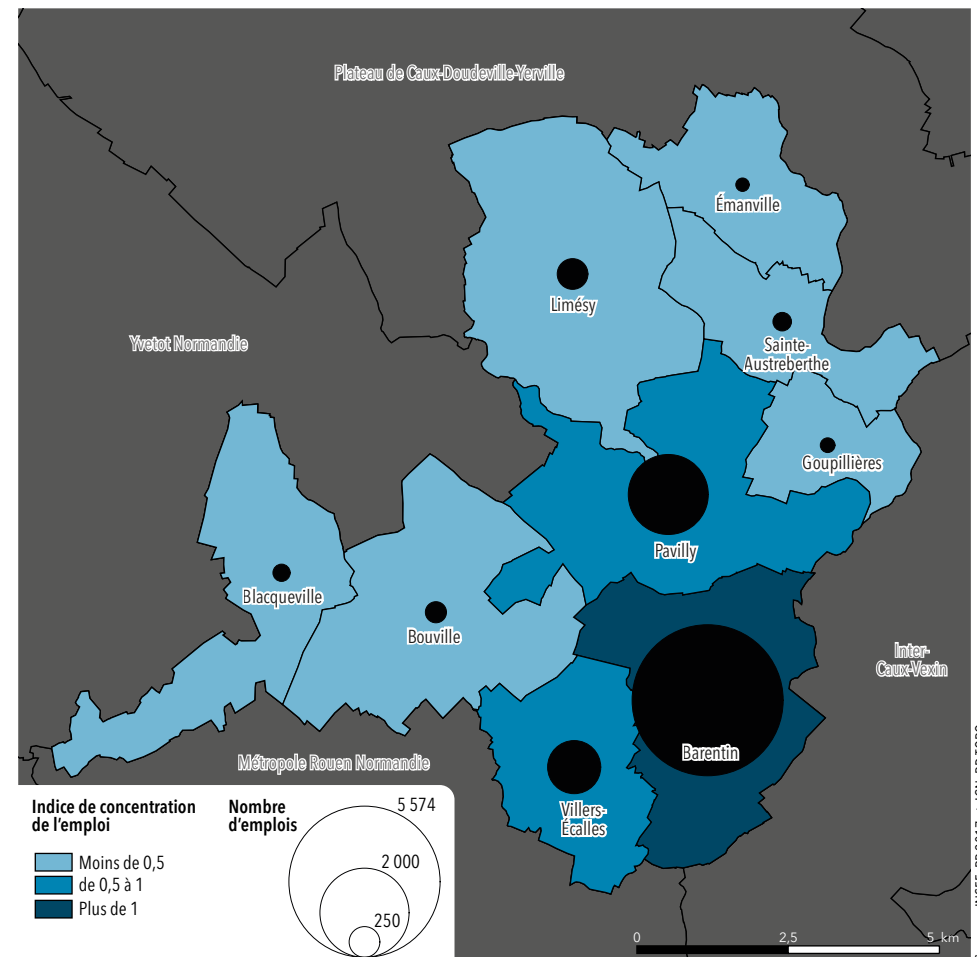 Plateau de Caux-Doudeville-Yerville
Émanville
Limésy
Yvetot Normandie
Sainte-
Austreberthe
Goupillières
Pavilly
Blacqueville
Bouville
Inter-
Caux-Vexin
Barentin
Métropole Rouen Normandie
Villers-
Écalles
Indice de concentration
de l'emploi
Moins de 0,5
de 0,5 à 1
Plus de 1
Nombre
d'emplois
5 574
2 000
250
0 2,5 5 km